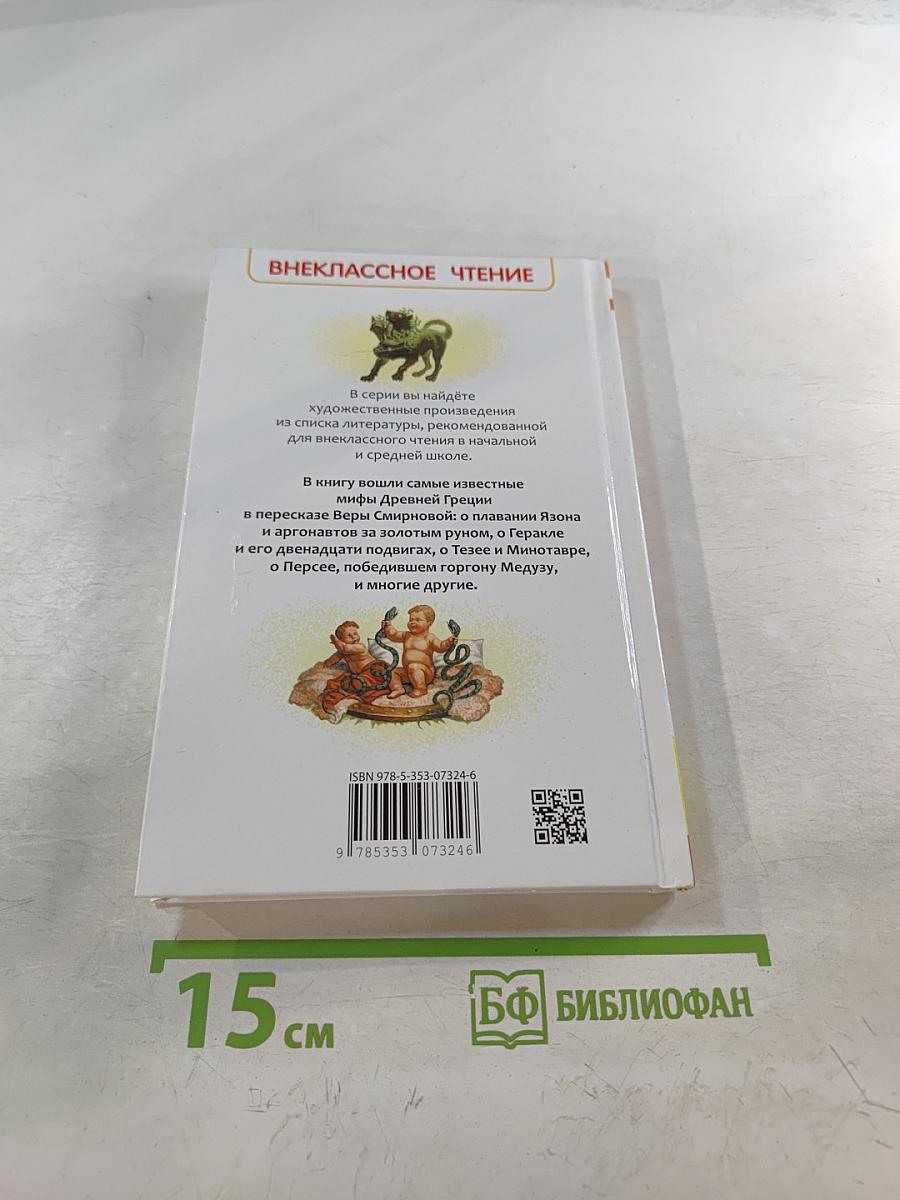 ВНЕКЛАССНОЕ ЧТЕНИЕ
В серии вы найдёте
художественные произведения
из списка литературы, рекомендованной
для внеклассного чтения в начальной
и средней школе.
В книгу вошли самые известные
мифы Древней Греции
в пересказе Веры Смирновой: о плавании Язона
и аргонавтов за золотым руном, о Геракле
и его двенадцати подвигах, о Тезее и Минотавре,
о Персее, победившем горгону Медузу,
и многие другие.
ISBN 978-5-353-07324-6
9 785353 073246
15 см
БФ БИБЛИОФАН